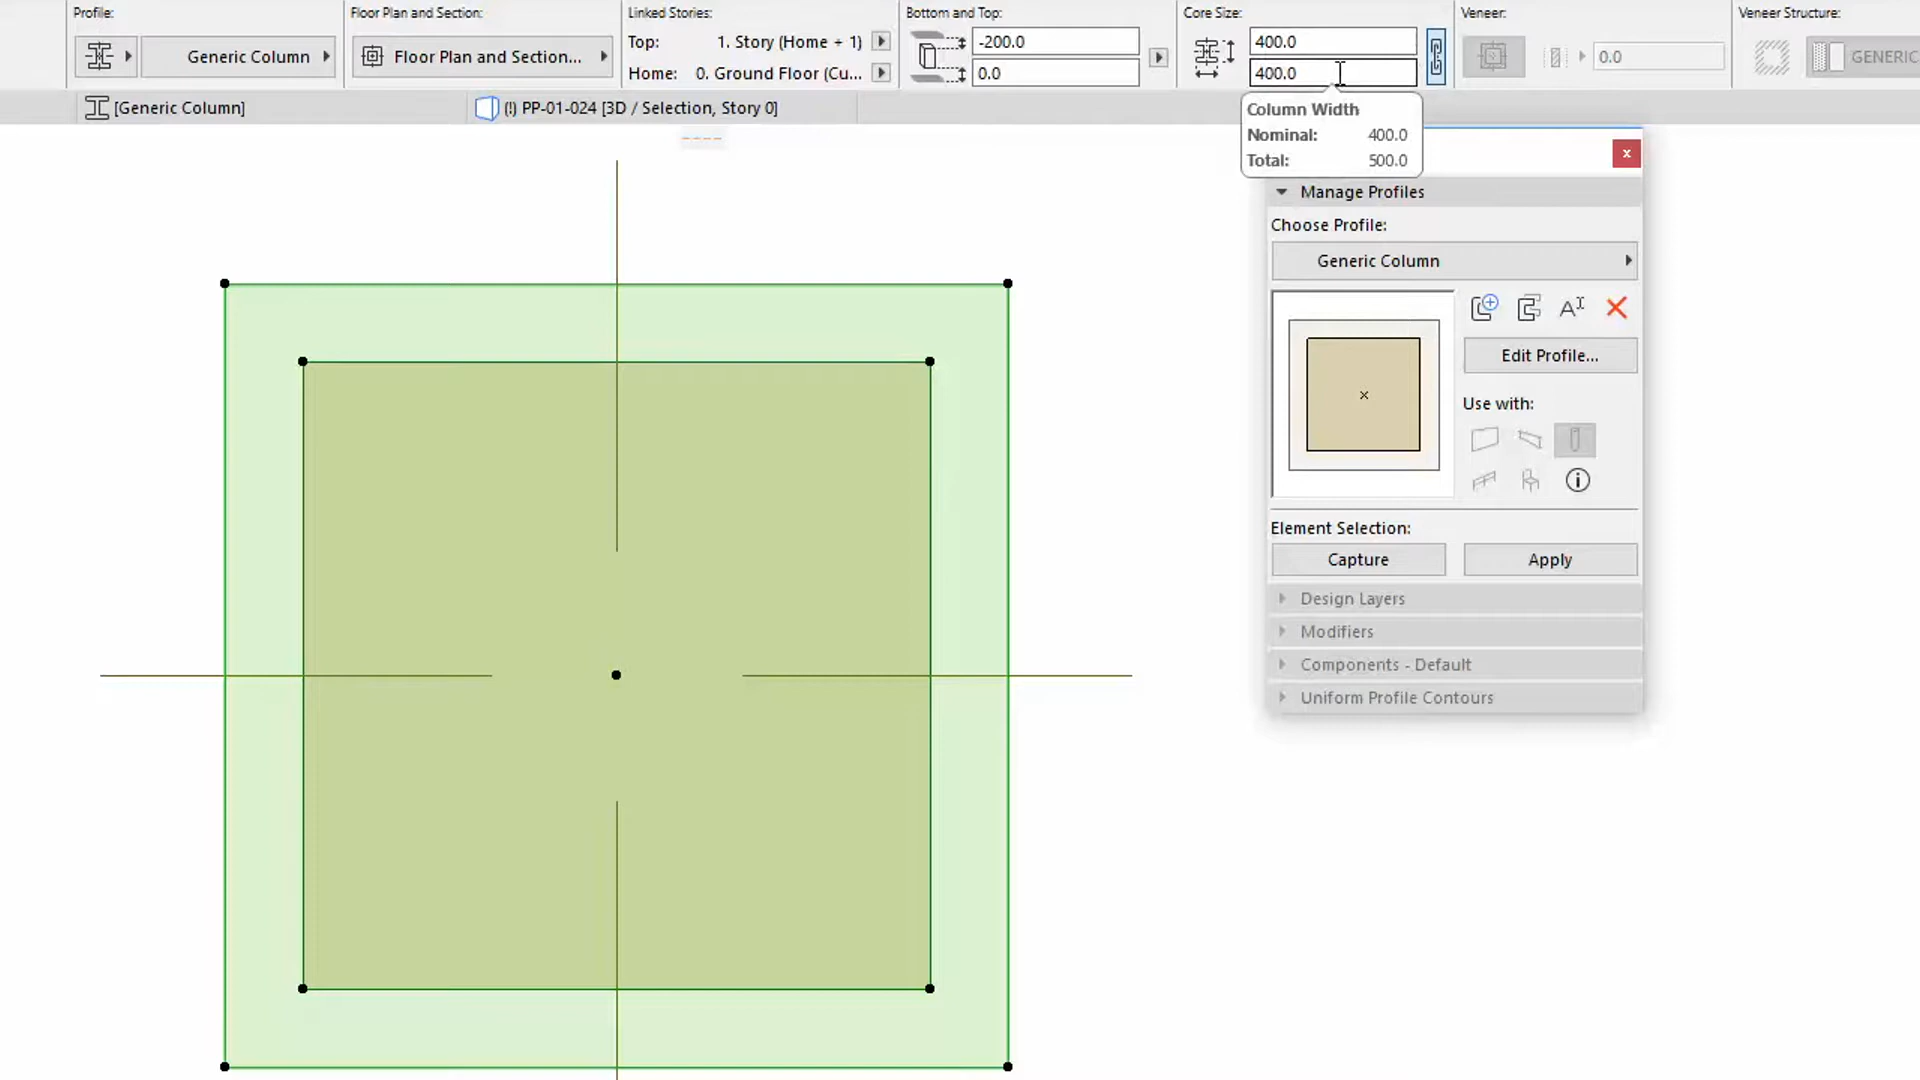 Profile:
Generic Column
Floor Plan and Section:
Floor Plan and Section...
Linked Stories:
Top: 1. Story (Home + 1)
Home: 0. Ground Floor (Cu...
Bottom and Top:
-200.0
0.0
Core Size:
400.0
400.0
Veneer:
0.0
Veneer Structure:
GENERIC
[Generic Column]
(!) PP-01-024 [3D / Selection, Story 0]
Column Width
Nominal: 400.0
Total: 500.0
x
Manage Profiles
Choose Profile:
Generic Column
Edit Profile...
Use with:
Element Selection:
Capture
Apply
Design Layers
Modifiers
Components - Default
Uniform Profile Contours